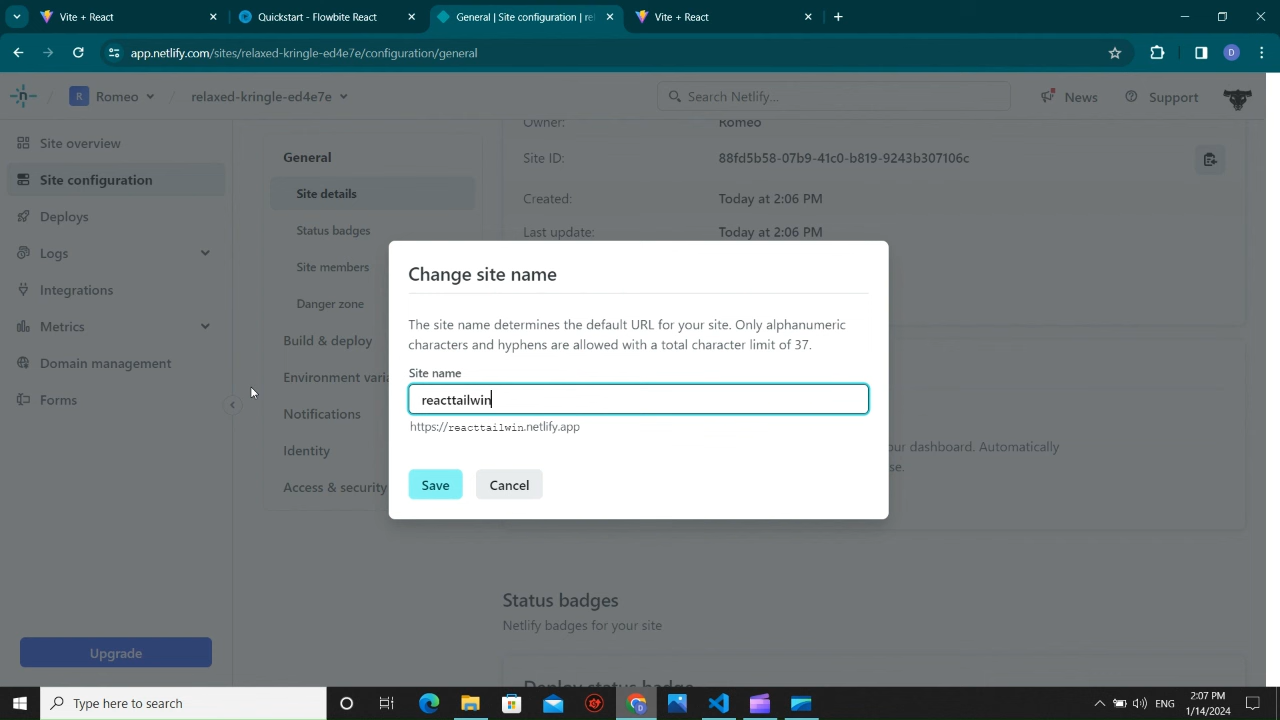 Vite + React
Quickstart - Flowbite React
General | Site configuration | re
Vite + React
app.netlify.com/sites/relaxed-kringle-ed4e7e/configuration/general
D
R Romeo / relaxed-kringle-ed4e7e
Search Netlify...
News
Support
Site overview
Site configuration
Deploys
Logs
Integrations
Metrics
Domain management
Forms
Upgrade
General
Site details
Status badges
Site members
Danger zone
Build & deploy
Environment varia
Notifications
Identity
Access & security
Owner: Romeo
Site ID: 88fd5b58-07b9-41c0-b819-9243b307106c
Created: Today at 2:06 PM
Last update: Today at 2:06 PM
Change site name
The site name determines the default URL for your site. Only alphanumeric
characters and hyphens are allowed with a total character limit of 37.
Site name
reacttailwin
https://reacttailwin.netlify.app
Save
Cancel
our dashboard. Automatically
se.
Status badges
Netlify badges for your site
Deploy status badge
Type here to search
ENG
2:07 PM
1/14/2024